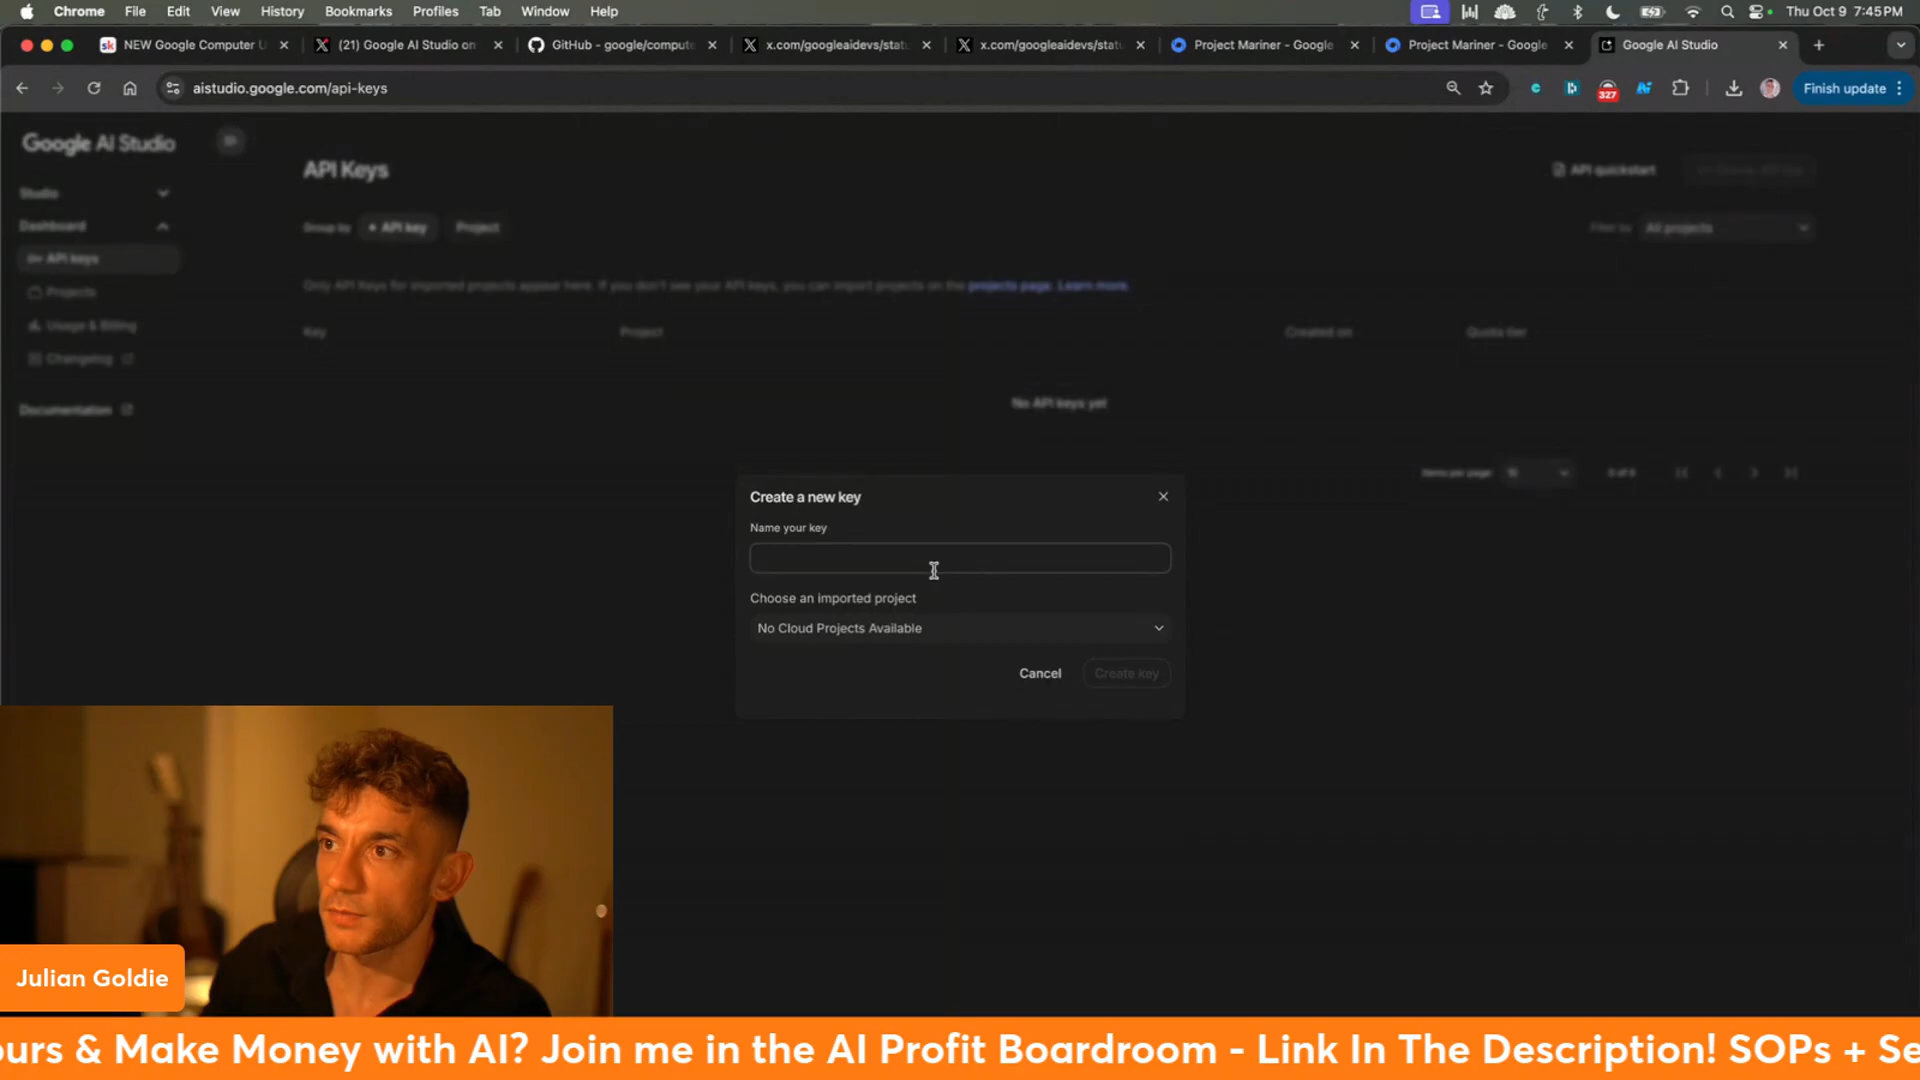 Chrome File Edit View History Bookmarks Profiles Tab Window Help Thu Oct 9 7:45 PM
NEW Google Computer U (21) Google AI Studio on GitHub - google/compute x.com/googleaidevs/stat x.com/googleaidevs/stat Project Mariner - Google Project Mariner - Google Google AI Studio
aistudio.google.com/api-keys 327 Finish update
Google AI Studio
API Keys
API quickstart
Studio
Dashboard
Group by API key Project
Filter by All projects
API keys
Only API Keys for imported projects appear here. If you don't see your API keys, you can import projects on the projects page. Learn more.
Projects
Usage & Billing
Key Project Created on Quota tier
Changelog
No API keys yet
Documentation
Items per page
Create a new key
Name your key
Choose an imported project
No Cloud Projects Available
Cancel Create key
Julian Goldie
ours & Make Money with AI? Join me in the AI Profit Boardroom - Link In The Description! SOPs + Se